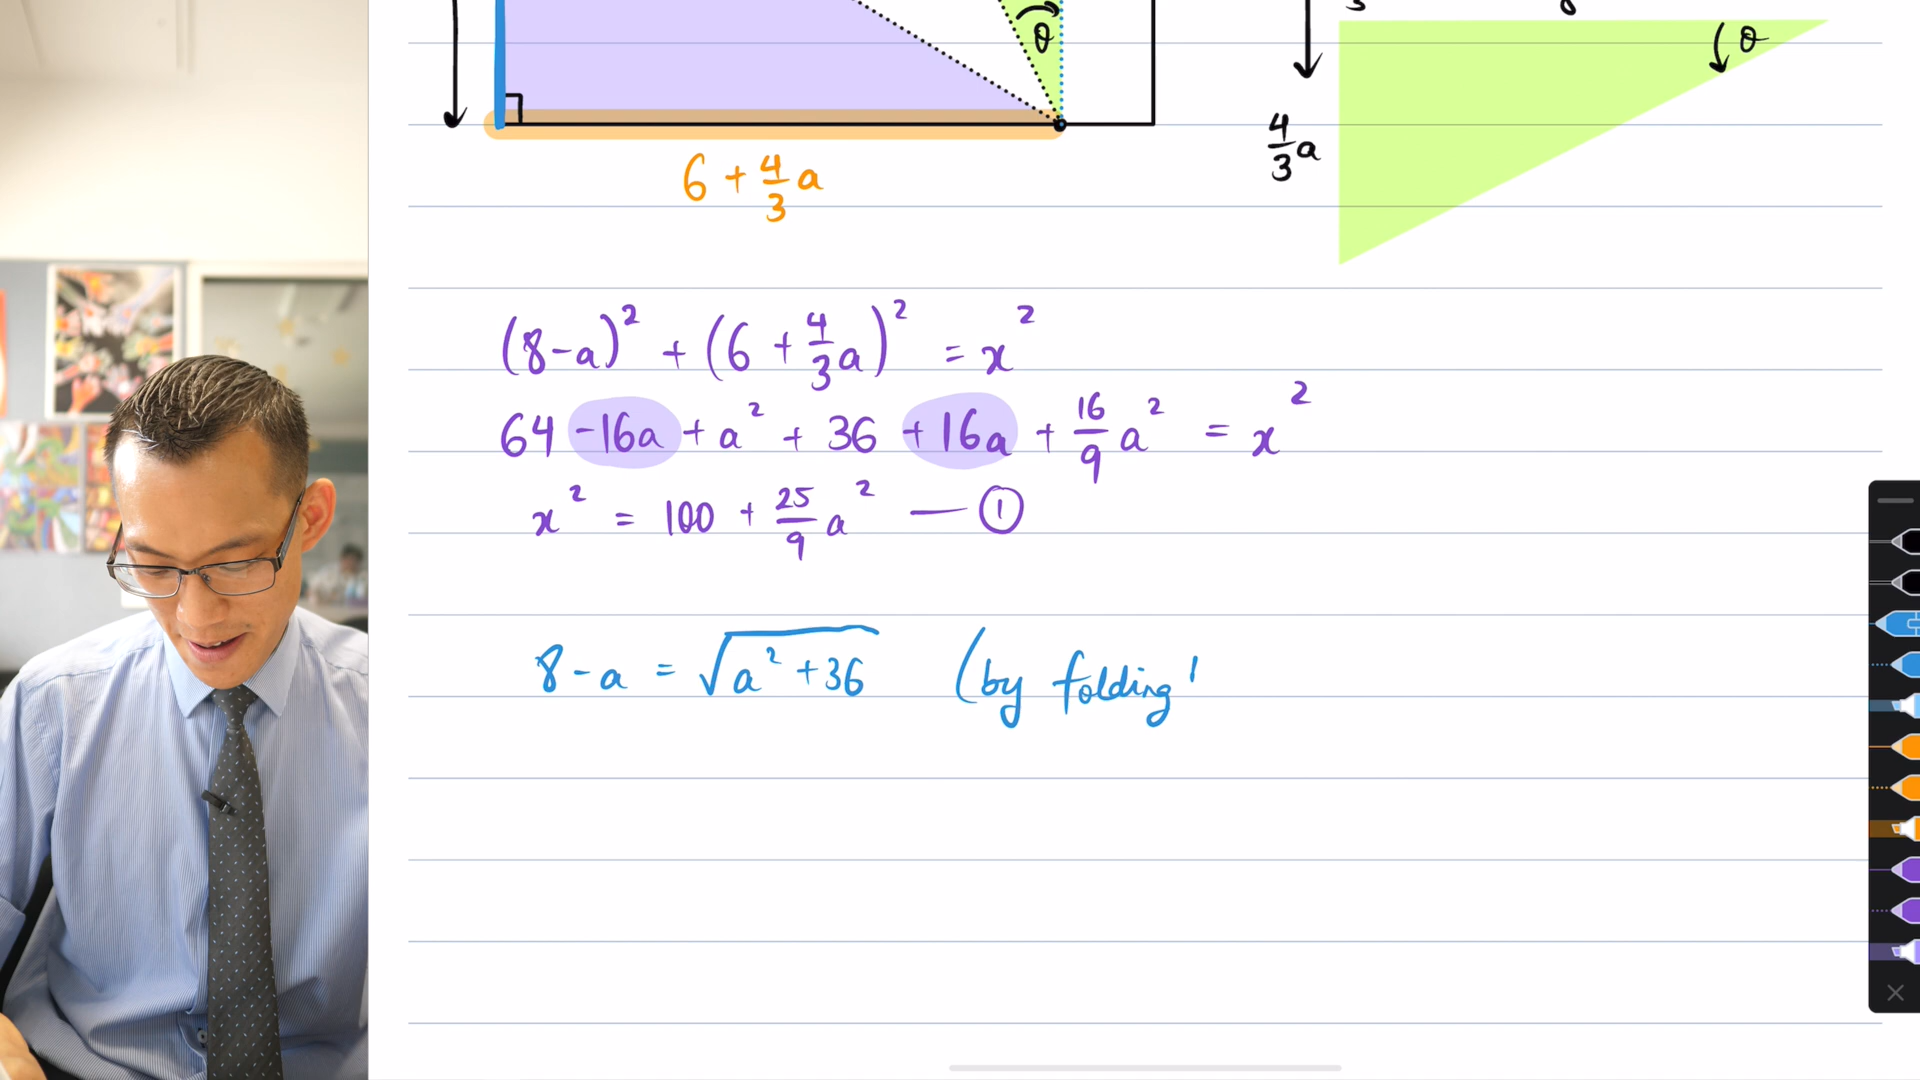 θ
θ
4/3 a
6 + 4/3 a
(8-a)² + (6 + 4/3 a)² = x²
64 -16a + a² + 36 +16a + 16/9 a² = x²
x² = 100 + 25/9 a² — ①
8-a = √(a² +36) (by folding